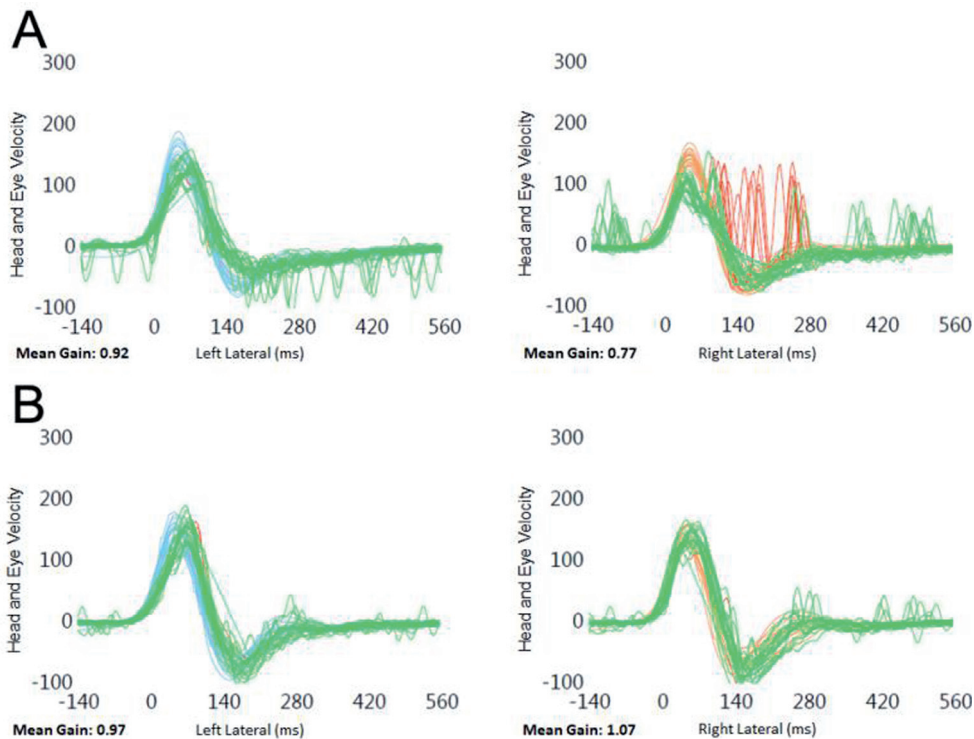 A
300
200
100
0
-100
Head and Eye Velocity
-140 0 140 280 420 560
Mean Gain: 0.92
Left Lateral (ms)
300
200
100
0
-100
Head and Eye Velocity
-140 0 140 280 420 560
Mean Gain: 0.77
Right Lateral (ms)
B
300
200
100
0
-100
Head and Eye Velocity
-140 0 140 280 420 560
Mean Gain: 0.97
Left Lateral (ms)
300
200
100
0
-100
Head and Eye Velocity
-140 0 140 280 420 560
Mean Gain: 1.07
Right Lateral (ms)